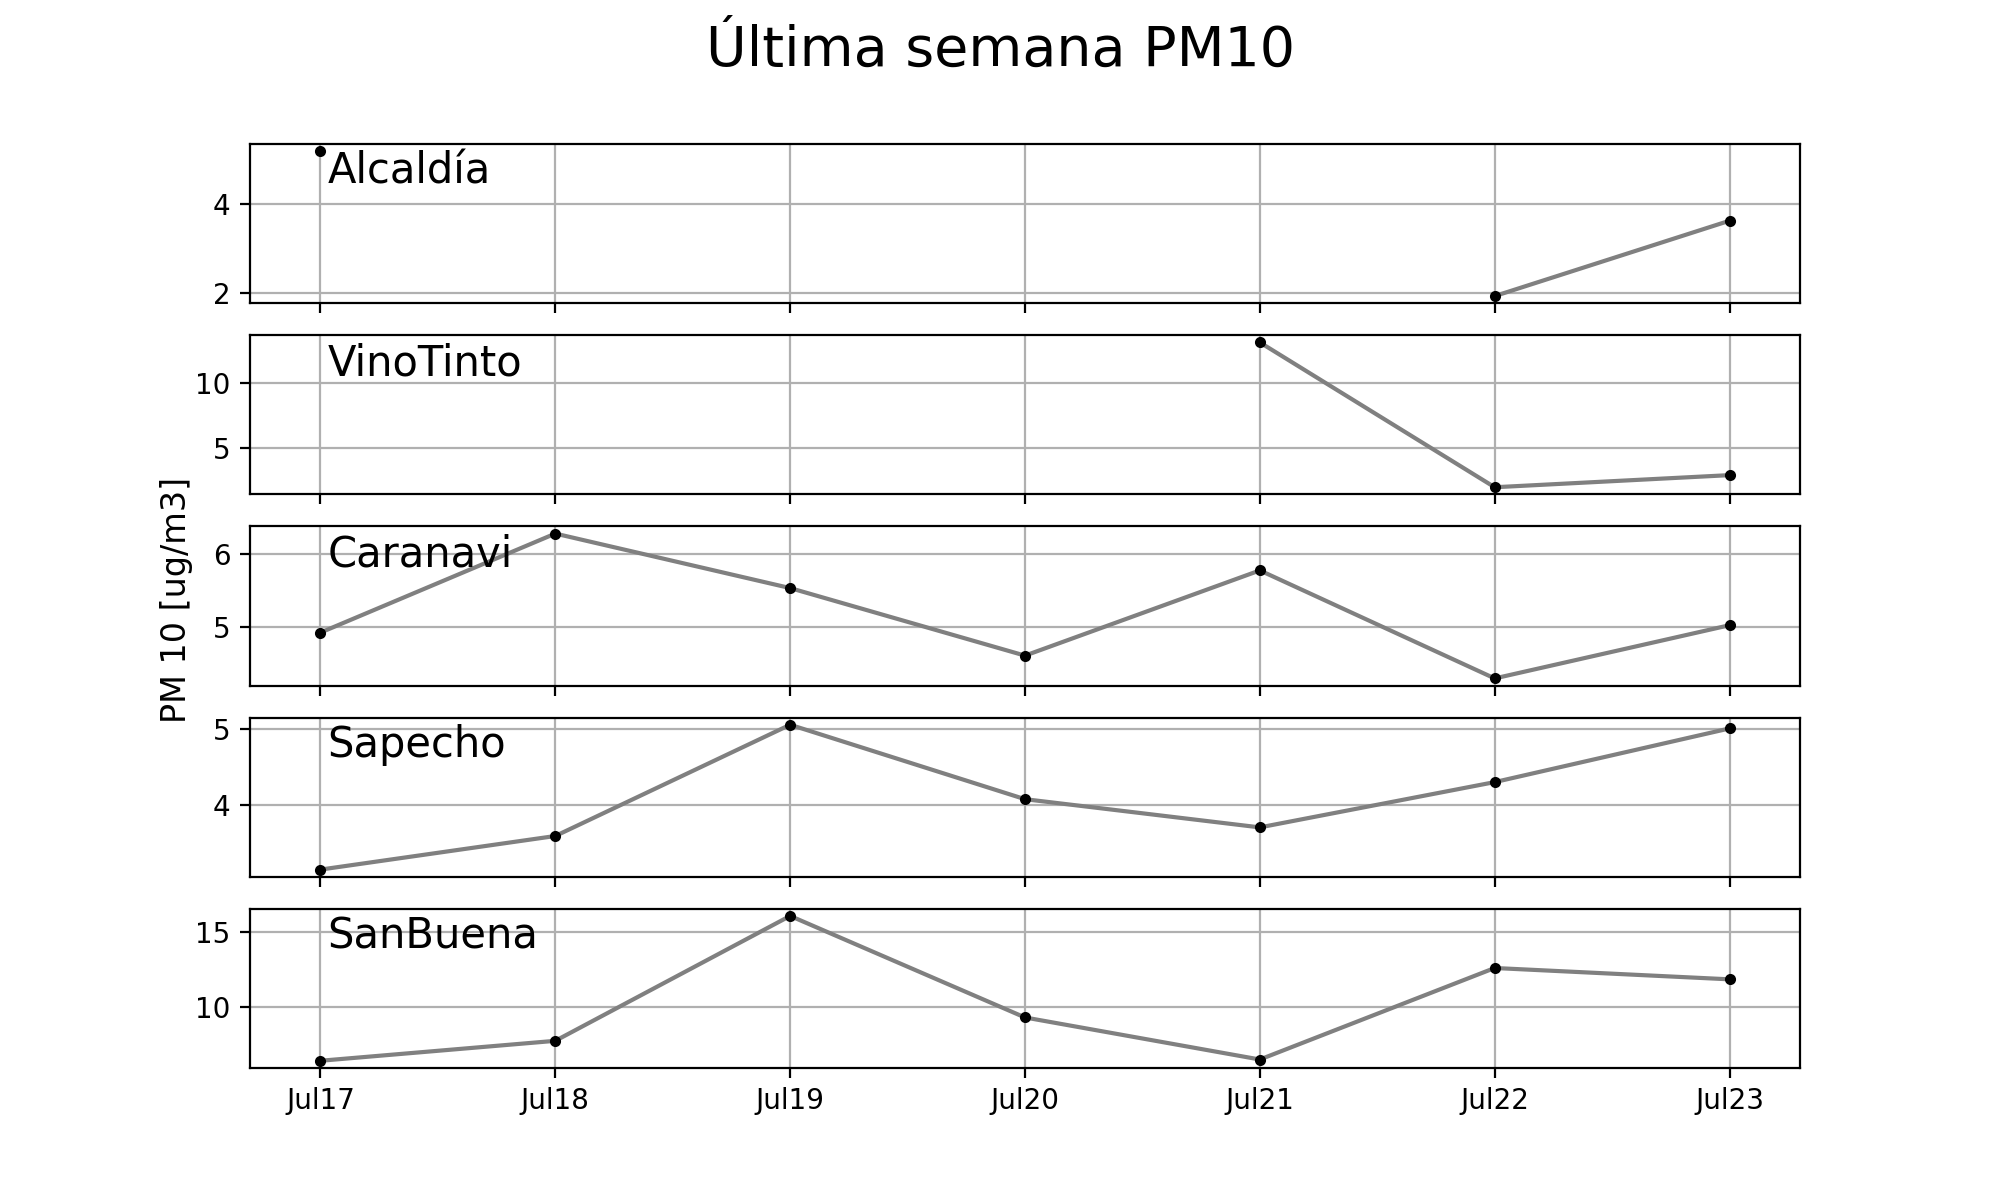 Última semana PM10
Alcaldía
4
2
VinoTinto
10
5
PM 10 [ug/m3]
Caranavi
6
5
Sapecho
5
4
SanBuena
15
10
Jul17 Jul18 Jul19 Jul20 Jul21 Jul22 Jul23